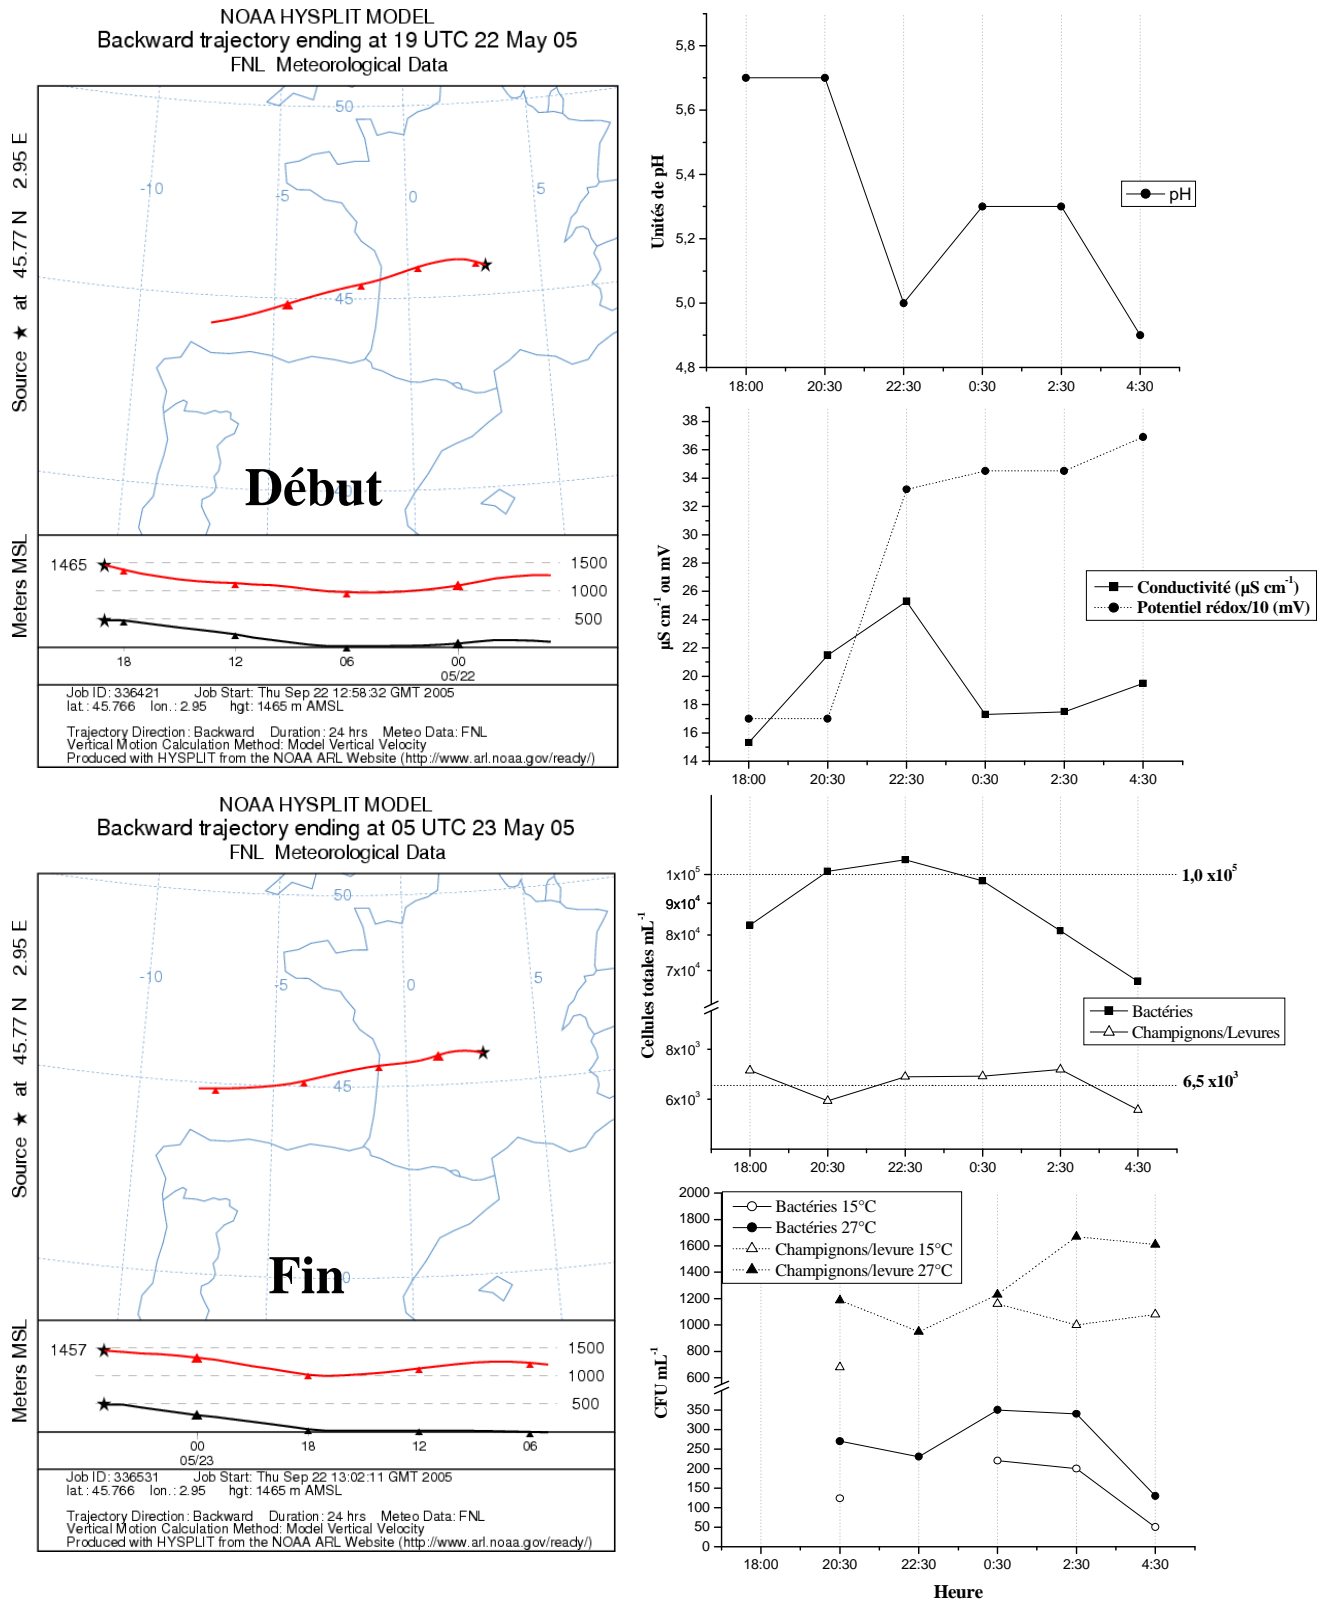 NOAA HYSPLIT MODEL
Backward trajectory ending at 19 UTC 22 May 05
FNL Meteorological Data
Source ★ at 45.77 N 2.95 E
50
-10
-5
0
5
45
Début
Meters MSL
1465
1500
1000
500
18
12
06
00
05/22
Job ID: 336421 Job Start: Thu Sep 22 12:58:32 GMT 2005
lat.: 45.766 lon.: 2.95 hgt: 1465 m AMSL
Trajectory Direction: Backward Duration: 24 hrs Meteo Data: FNL
Vertical Motion Calculation Method: Model Vertical Velocity
Produced with HYSPLIT from the NOAA ARL Website (http://www.arl.noaa.gov/ready/)
NOAA HYSPLIT MODEL
Backward trajectory ending at 05 UTC 23 May 05
FNL Meteorological Data
Source ★ at 45.77 N 2.95 E
50
-10
-5
0
5
45
Fin
Meters MSL
1457
1500
1000
500
00
18
12
06
05/23
Job ID: 336531 Job Start: Thu Sep 22 13:02:11 GMT 2005
lat.: 45.766 lon.: 2.95 hgt: 1465 m AMSL
Trajectory Direction: Backward Duration: 24 hrs Meteo Data: FNL
Vertical Motion Calculation Method: Model Vertical Velocity
Produced with HYSPLIT from the NOAA ARL Website (http://www.arl.noaa.gov/ready/)
Unités de pH
5,8
5,6
5,4
5,2
5,0
4,8
pH
18:00 20:30 22:30 0:30 2:30 4:30
µS cm⁻¹ ou mV
38
36
34
32
30
28
26
24
22
20
18
16
14
Conductivité (µS cm⁻¹)
Potentiel rédox/10 (mV)
18:00 20:30 22:30 0:30 2:30 4:30
Cellules totales mL⁻¹
1x10⁵
9x10⁴
8x10⁴
7x10⁴
8x10³
6x10³
1,0 x10⁵
6,5 x10³
Bactéries
Champignons/Levures
18:00 20:30 22:30 0:30 2:30 4:30
CFU mL⁻¹
2000
1800
1600
1400
1200
1000
800
600
350
300
250
200
150
100
50
0
Bactéries 15°C
Bactéries 27°C
Champignons/levure 15°C
Champignons/levure 27°C
18:00 20:30 22:30 0:30 2:30 4:30
Heure